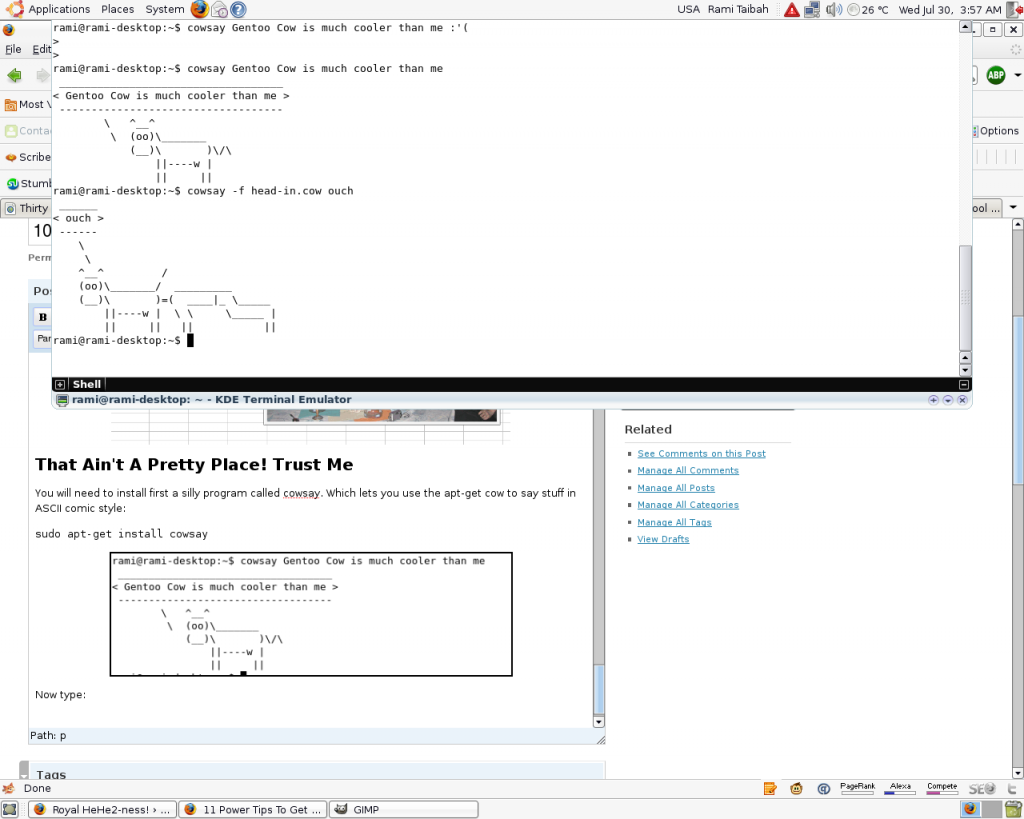 Applications Places System USA Rami Taibah 26 °C Wed Jul 30, 3:57 AM
File Edit
ABP
Most
Contac
Options
Scribe
Stumb
Thirty
ool ...
10
Perm
Pos
B
Par
rami@rami-desktop:~$ cowsay Gentoo Cow is much cooler than me :'(
>
>
rami@rami-desktop:~$ cowsay Gentoo Cow is much cooler than me
 ___________________________________
< Gentoo Cow is much cooler than me >
 -----------------------------------
        \   ^__^
         \  (oo)\_______
            (__)\       )\/\
                ||----w |
                ||     ||
rami@rami-desktop:~$ cowsay -f head-in.cow ouch
 ______
< ouch >
 ------
    \
     \
    ^__^         /
    (oo)\_______/  _________
    (__)\       )=(  ____|_ \_____
        ||----w |  \ \     \_____ |
        ||     ||   ||           ||
rami@rami-desktop:~$
Shell
rami@rami-desktop: ~ - KDE Terminal Emulator
That Ain't A Pretty Place! Trust Me
You will need to install first a silly program called cowsay. Which lets you use the apt-get cow to say stuff in
ASCII comic style:
sudo apt-get install cowsay
rami@rami-desktop:~$ cowsay Gentoo Cow is much cooler than me
 ___________________________________
< Gentoo Cow is much cooler than me >
 -----------------------------------
        \   ^__^
         \  (oo)\_______
            (__)\       )\/\
                ||----w |
                ||     ||
Now type:
Path: p
Tags
Related
See Comments on this Post
Manage All Comments
Manage All Posts
Manage All Categories
Manage All Tags
View Drafts
Done PageRank Alexa Compete SEO t
Royal HeHe2-ness! › ... 11 Power Tips To Get ... GIMP